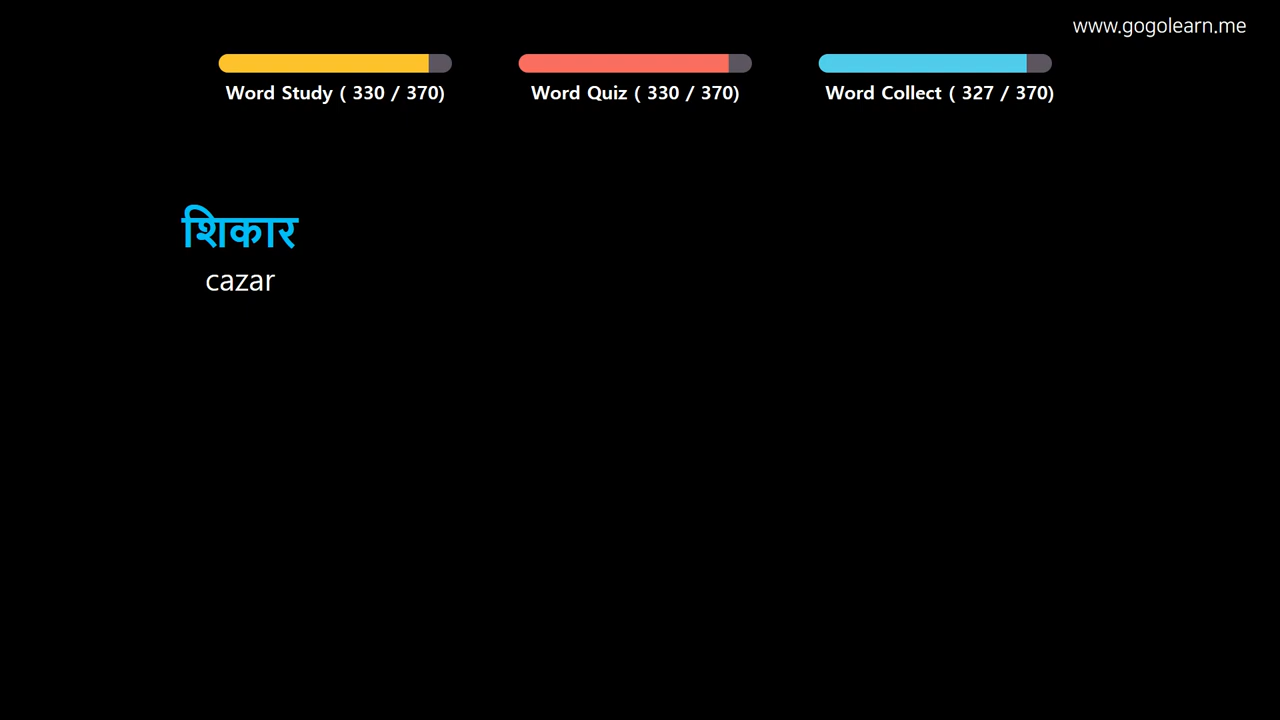 www.gogolearn.me
Word Study ( 330 / 370)
Word Quiz ( 330 / 370)
Word Collect ( 327 / 370)
शिकार
cazar